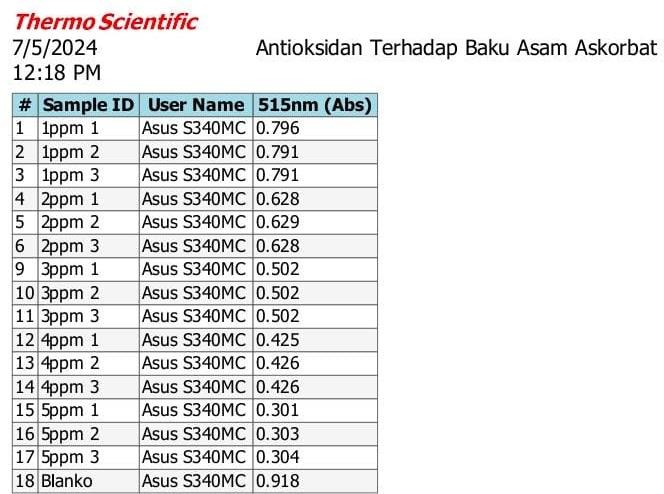 Thermo Scientific
7/5/2024 Antioksidan Terhadap Baku Asam Askorbat
12:18 PM
# Sample ID User Name 515nm (Abs)
1 1ppm 1 Asus S340MC 0.796
2 1ppm 2 Asus S340MC 0.791
3 1ppm 3 Asus S340MC 0.791
4 2ppm 1 Asus S340MC 0.628
5 2ppm 2 Asus S340MC 0.629
6 2ppm 3 Asus S340MC 0.628
9 3ppm 1 Asus S340MC 0.502
10 3ppm 2 Asus S340MC 0.502
11 3ppm 3 Asus S340MC 0.502
12 4ppm 1 Asus S340MC 0.425
13 4ppm 2 Asus S340MC 0.426
14 4ppm 3 Asus S340MC 0.426
15 5ppm 1 Asus S340MC 0.301
16 5ppm 2 Asus S340MC 0.303
17 5ppm 3 Asus S340MC 0.304
18 Blanko Asus S340MC 0.918